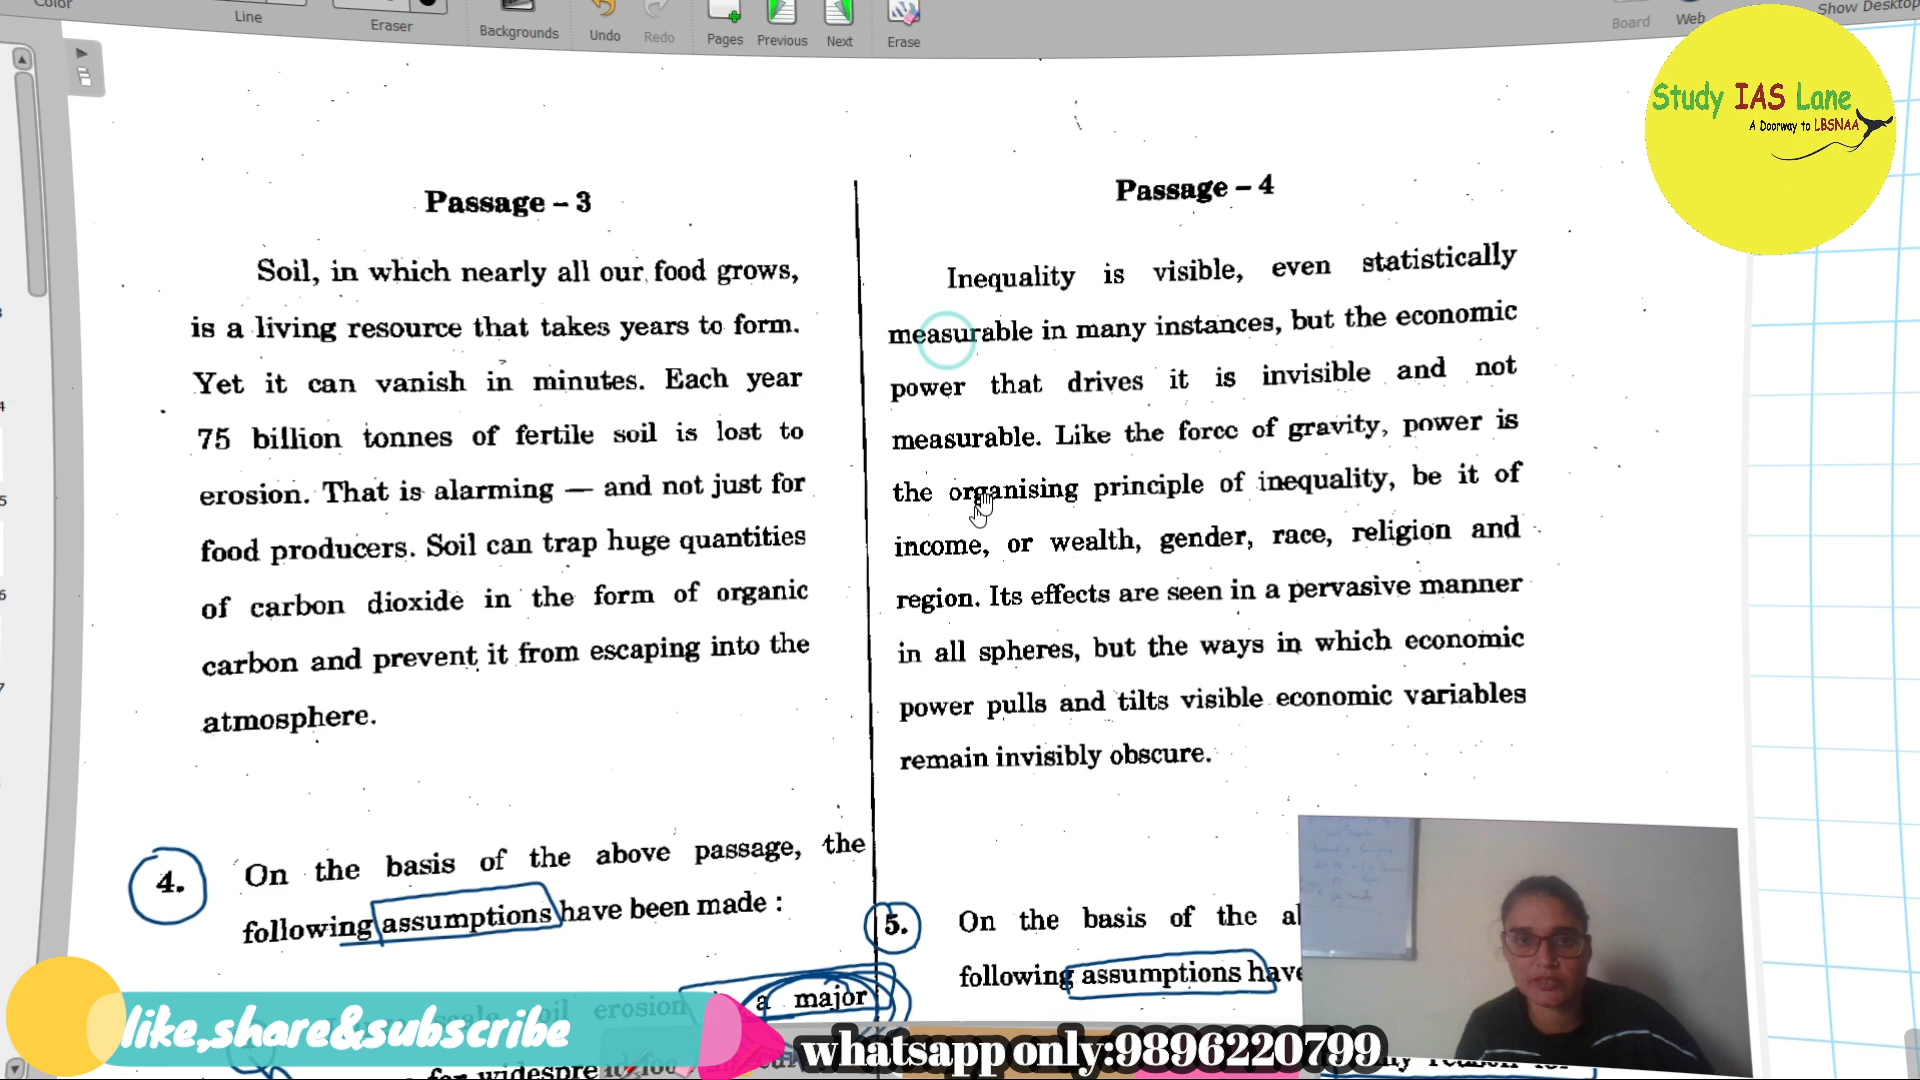 Color
Line
Eraser
Backgrounds
Undo
Redo
Pages
Previous
Next
Erase
Board
Web
Show Desktop
Study IAS Lane
A Doorway to LBSNAA
Passage – 3
Soil, in which nearly all our food grows,
is a living resource that takes years to form.
Yet it can vanish in minutes. Each year
75 billion tonnes of fertile soil is lost to
erosion. That is alarming — and not just for
food producers. Soil can trap huge quantities
of carbon dioxide in the form of organic
carbon and prevent it from escaping into the
atmosphere.
4. On the basis of the above passage, the
following assumptions have been made :
soil erosion
a major
Passage – 4
Inequality is visible, even statistically
measurable in many instances, but the economic
power that drives it is invisible and not
measurable. Like the force of gravity, power is
the organising principle of inequality, be it of
income, or wealth, gender, race, religion and
region. Its effects are seen in a pervasive manner
in all spheres, but the ways in which economic
power pulls and tilts visible economic variables
remain invisibly obscure.
5. On the basis of the
following assumptions have
like,share&subscribe
whatsapp only:9896220799